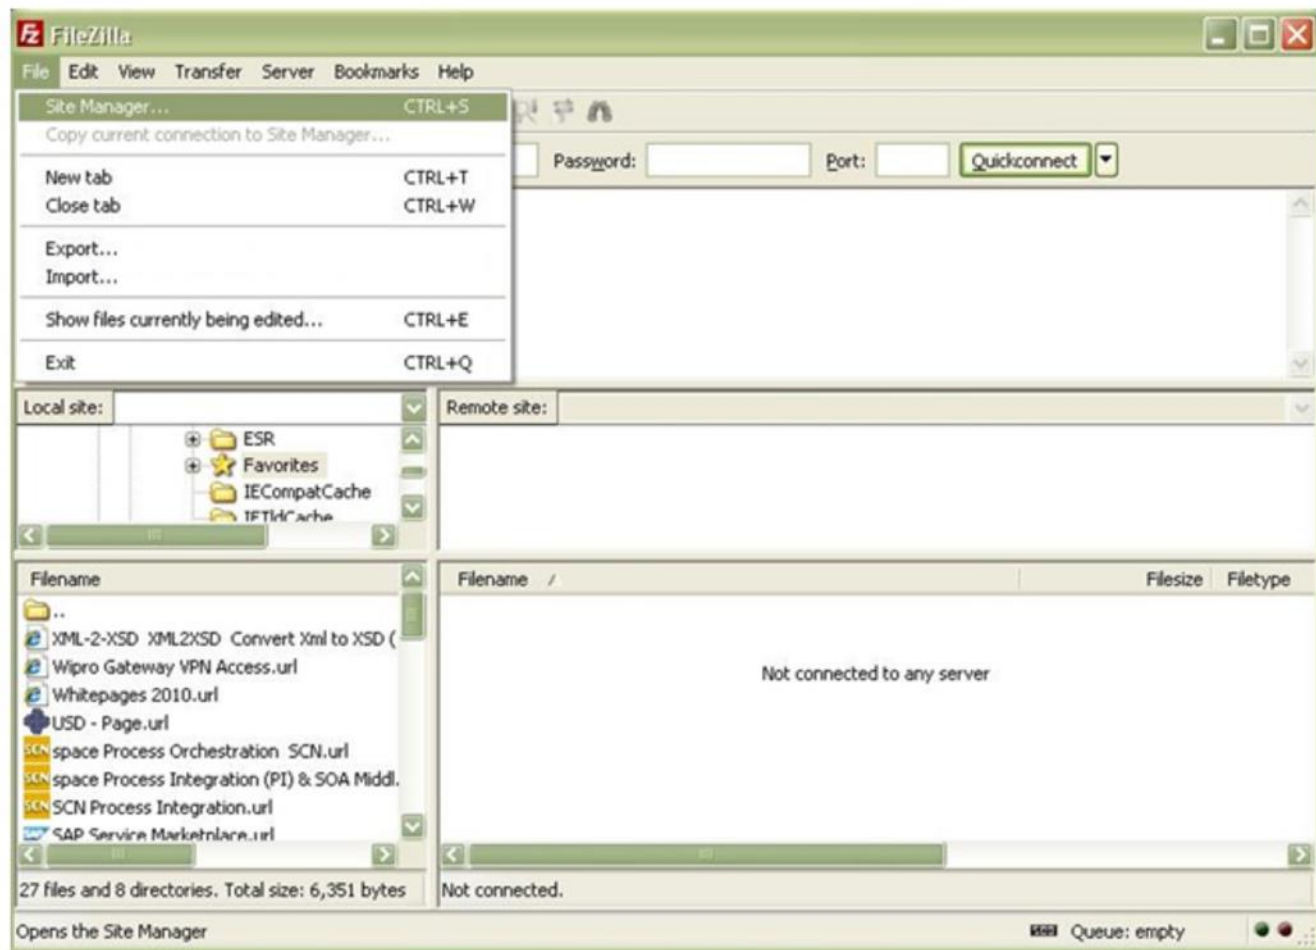 FileZilla
File Edit View Transfer Server Bookmarks Help
Site Manager... CTRL+S
Copy current connection to Site Manager...
Password: Port: Quickconnect
New tab CTRL+T
Close tab CTRL+W
Export...
Import...
Show files currently being edited... CTRL+E
Exit CTRL+Q
Local site: Remote site:
ESR
Favorites
IECompatCache
IETldCache
Filename Filename Filesize Filetype
..
XML-2-XSD XML2XSD Convert Xml to XSD (
Wipro Gateway VPN Access.url
Not connected to any server
Whitepages 2010.url
USD - Page.url
SCN space Process Orchestration SCN.url
SCN space Process Integration (PI) & SOA Middl.
SCN SCN Process Integration.url
SAP SAP Service Marketplace.url
27 files and 8 directories. Total size: 6,351 bytes Not connected.
Opens the Site Manager Queue: empty